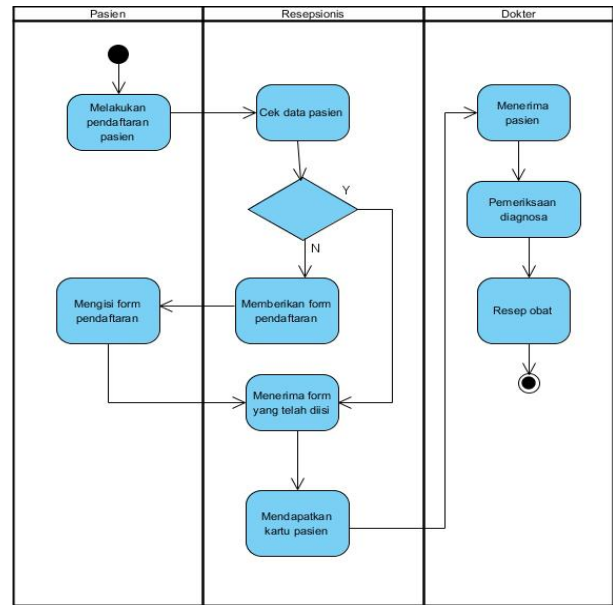 Pasien
Resepsionis
Dokter
Melakukan
pendaftaran
pasien
Cek data pasien
Menerima
pasien
Y
N
Pemeriksaan
diagnosa
Mengisi form
pendaftaran
Memberikan form
pendaftaran
Resep obat
Menerima form
yang telah diisi
Mendapatkan
kartu pasien